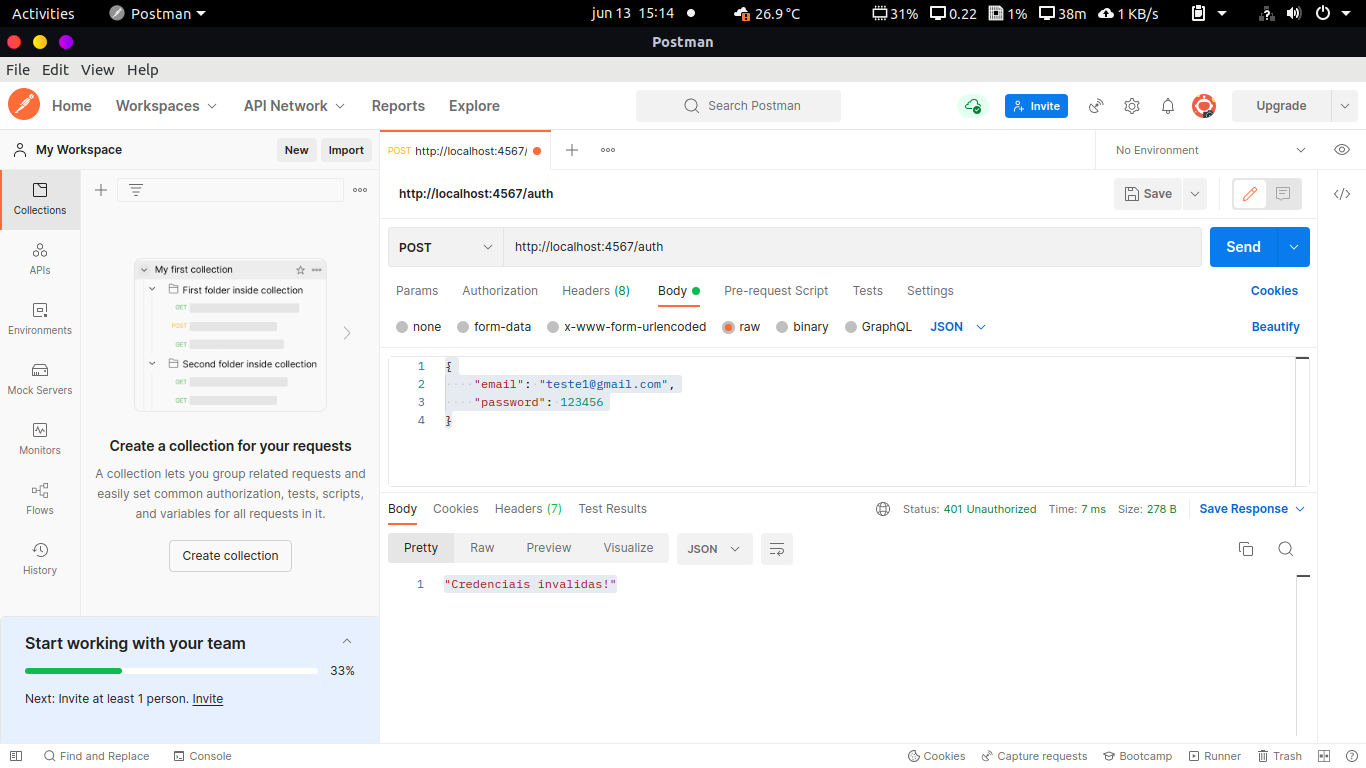 Activities Postman jun 13 15:14 26.9 °C 31% 0.22 1% 38m 1 KB/s
Postman
File Edit View Help
Home Workspaces API Network Reports Explore Search Postman Invite Upgrade
My Workspace New Import POST http://localhost:4567/ No Environment
Collections
APIs
Environments
Mock Servers
Monitors
Flows
History
My first collection
First folder inside collection
GET
POST
GET
Second folder inside collection
GET
GET
Create a collection for your requests
A collection lets you group related requests and
easily set common authorization, tests, scripts,
and variables for all requests in it.
Create collection
Start working with your team
33%
Next: Invite at least 1 person. Invite
http://localhost:4567/auth Save
POST http://localhost:4567/auth Send
Params Authorization Headers (8) Body Pre-request Script Tests Settings Cookies
none form-data x-www-form-urlencoded raw binary GraphQL JSON Beautify
1 {
2 "email": "teste1@gmail.com",
3 "password": 123456
4 }
Body Cookies Headers (7) Test Results Status: 401 Unauthorized Time: 7 ms Size: 278 B Save Response
Pretty Raw Preview Visualize JSON
1 "Credenciais invalidas!"
Find and Replace Console Cookies Capture requests Bootcamp Runner Trash